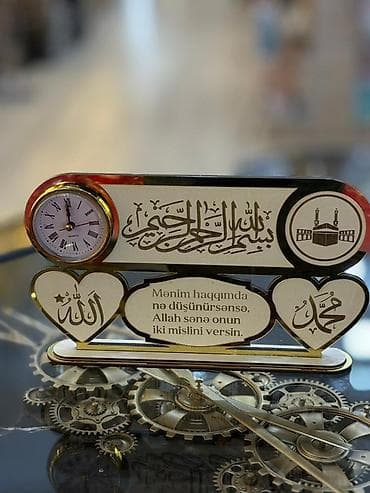 بسم الله الرحمن الرحيم
الله
Mənim haqqımda
nə düşünürsənsə,
Allah sənə onun
iki mislini versin.
محمد